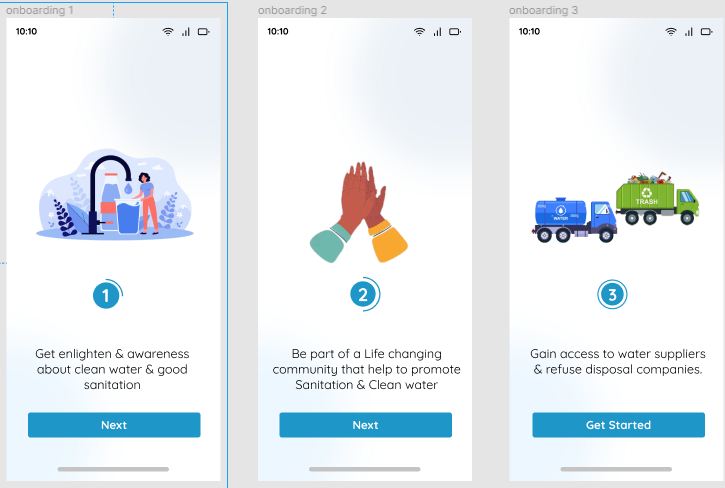 onboarding 1
onboarding 2
onboarding 3
10:10
10:10
10:10
WATER
TRASH
1
2
3
Get enlighten & awareness
about clean water & good
sanitation
Be part of a Life changing
community that help to promote
Sanitation & Clean water
Gain access to water suppliers
& refuse disposal companies.
Next
Next
Get Started